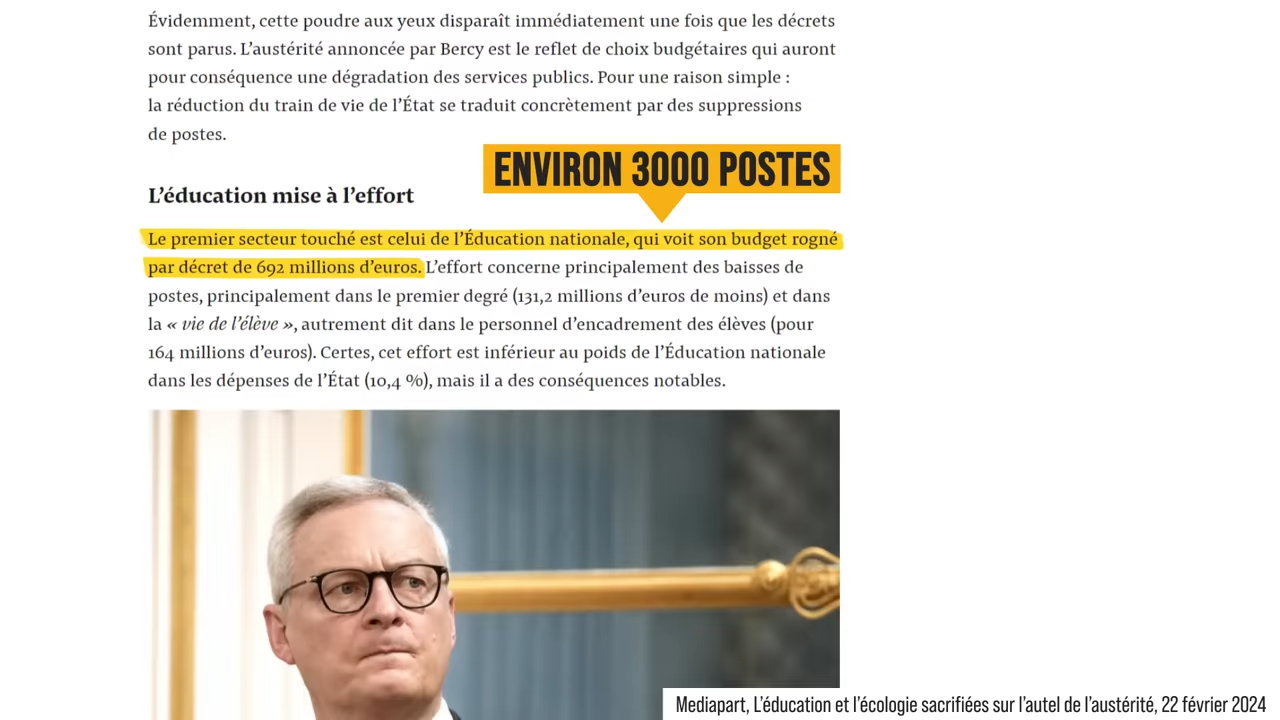 Évidemment, cette poudre aux yeux disparaît immédiatement une fois que les décrets
sont parus. L’austérité annoncée par Bercy est le reflet de choix budgétaires qui auront
pour conséquence une dégradation des services publics. Pour une raison simple :
la réduction du train de vie de l’État se traduit concrètement par des suppressions
de postes.
ENVIRON 3000 POSTES
L’éducation mise à l’effort
Le premier secteur touché est celui de l’Éducation nationale, qui voit son budget rogné
par décret de 692 millions d’euros. L’effort concerne principalement des baisses de
postes, principalement dans le premier degré (131,2 millions d’euros de moins) et dans
la « vie de l’élève », autrement dit dans le personnel d’encadrement des élèves (pour
164 millions d’euros). Certes, cet effort est inférieur au poids de l’Éducation nationale
dans les dépenses de l’État (10,4 %), mais il a des conséquences notables.
Mediapart, L’éducation et l’écologie sacrifiées sur l’autel de l’austérité, 22 février 2024